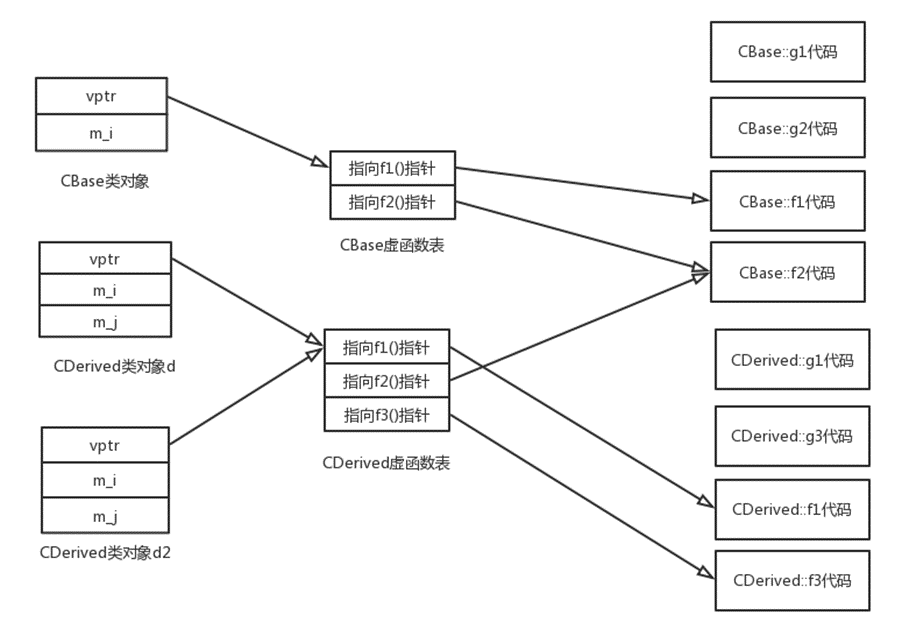 vptr
m_i
CBase类对象
vptr
m_i
m_j
CDerived类对象d
vptr
m_i
m_j
CDerived类对象d2
指向f1()指针
指向f2()指针
CBase虚函数表
指向f1()指针
指向f2()指针
指向f3()指针
CDerived虚函数表
CBase::g1代码
CBase::g2代码
CBase::f1代码
CBase::f2代码
CDerived::g1代码
CDerived::g3代码
CDerived::f1代码
CDerived::f3代码